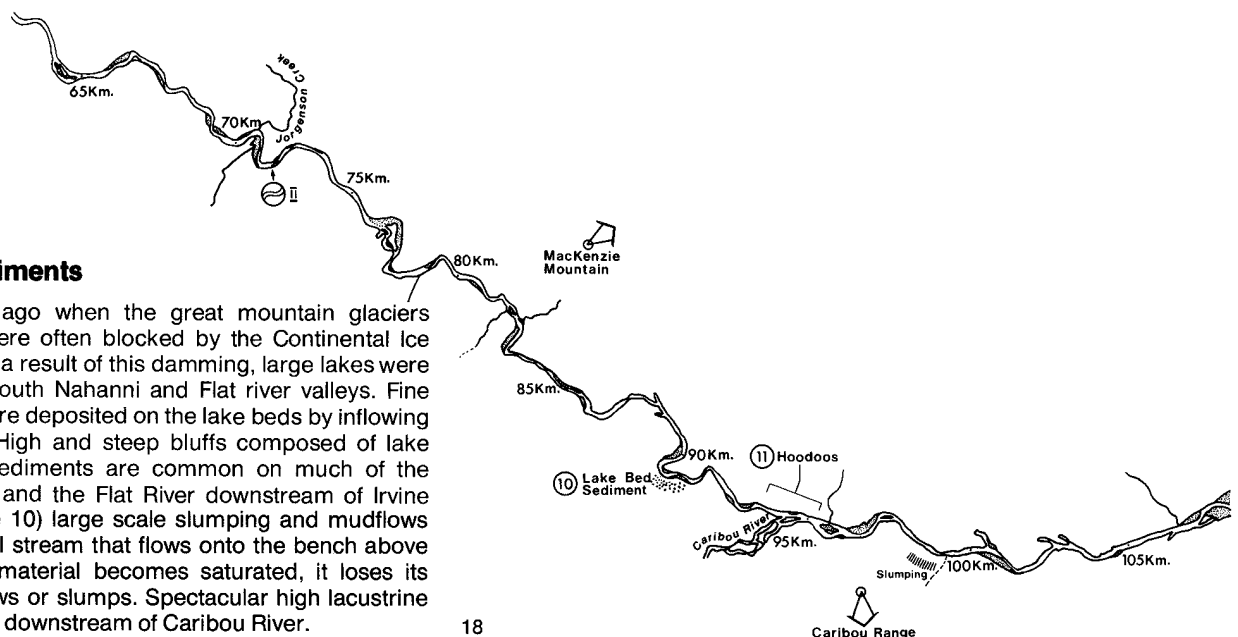 65Km.
70Km
Jorgenson Creek
II
75Km.
80Km.
MacKenzie
Mountain
85Km.
90Km.
10 Lake Bed
Sediment
11 Hoodoos
Caribou River
95Km.
Slumping
100Km.
105Km.
Caribou Range
iments
ago when the great mountain glaciers
ere often blocked by the Continental Ice
a result of this damming, large lakes were
outh Nahanni and Flat river valleys. Fine
re deposited on the lake beds by inflowing
High and steep bluffs composed of lake
ediments are common on much of the
and the Flat River downstream of Irvine
10) large scale slumping and mudflows
l stream that flows onto the bench above
material becomes saturated, it loses its
ws or slumps. Spectacular high lacustrine
downstream of Caribou River.
18